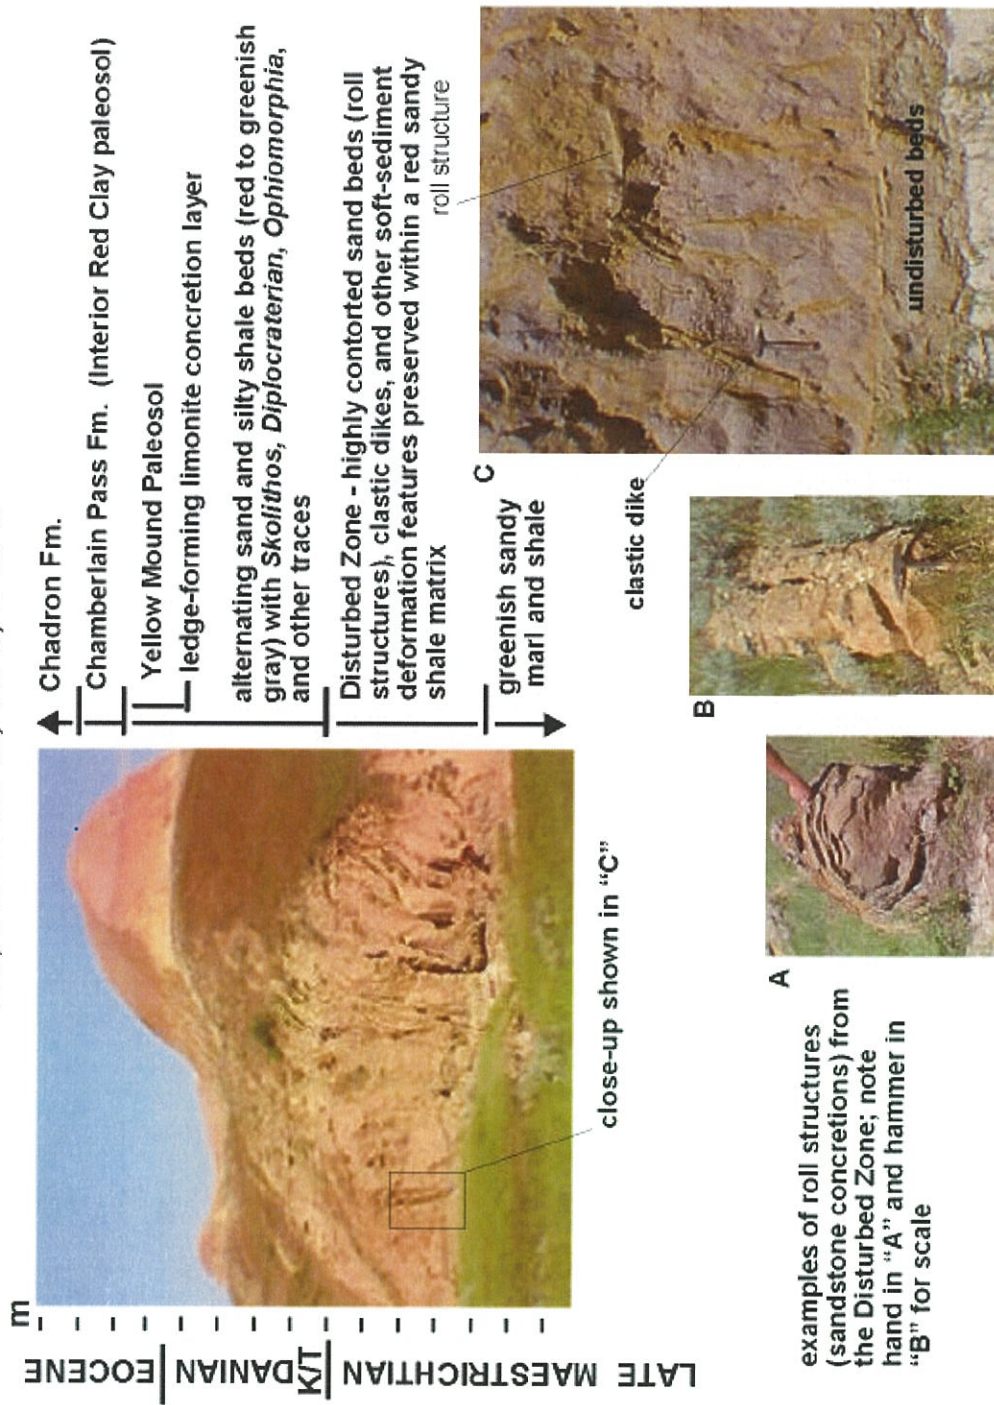 m
EOCENE
DANIAN
K/T
LATE MAESTRICHTIAN
Chadron Fm.
Chamberlain Pass Fm. (Interior Red Clay paleosol)
Yellow Mound Paleosol
ledge-forming limonite concretion layer
alternating sand and silty shale beds (red to greenish
gray) with Skolithos, Diplocraterian, Ophiomorphia,
and other traces
Disturbed Zone - highly contorted sand beds (roll
structures), clastic dikes, and other soft-sediment
deformation features preserved within a red sandy
shale matrix
greenish sandy
marl and shale
close-up shown in "C"
examples of roll structures
(sandstone concretions) from
the Disturbed Zone; note
hand in "A" and hammer in
"B" for scale
A
B
C
roll structure
clastic dike
undisturbed beds